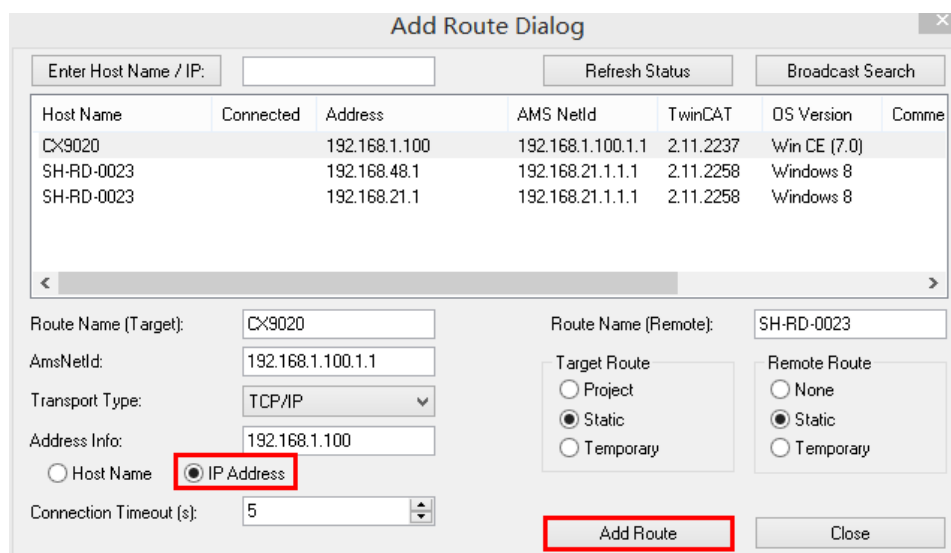 Add Route Dialog
Enter Host Name / IP: Refresh Status Broadcast Search
Host Name Connected Address AMS NetId TwinCAT OS Version Comme
CX9020 192.168.1.100 192.168.1.100.1.1 2.11.2237 Win CE (7.0)
SH-RD-0023 192.168.48.1 192.168.21.1.1.1 2.11.2258 Windows 8
SH-RD-0023 192.168.21.1 192.168.21.1.1.1 2.11.2258 Windows 8
Route Name (Target): CX9020 Route Name (Remote): SH-RD-0023
AmsNetId: 192.168.1.100.1.1 Target Route Remote Route
Project None
Transport Type: TCP/IP Static Static
Address Info: 192.168.1.100 Temporary Temporary
Host Name IP Address
Connection Timeout (s): 5 Add Route Close